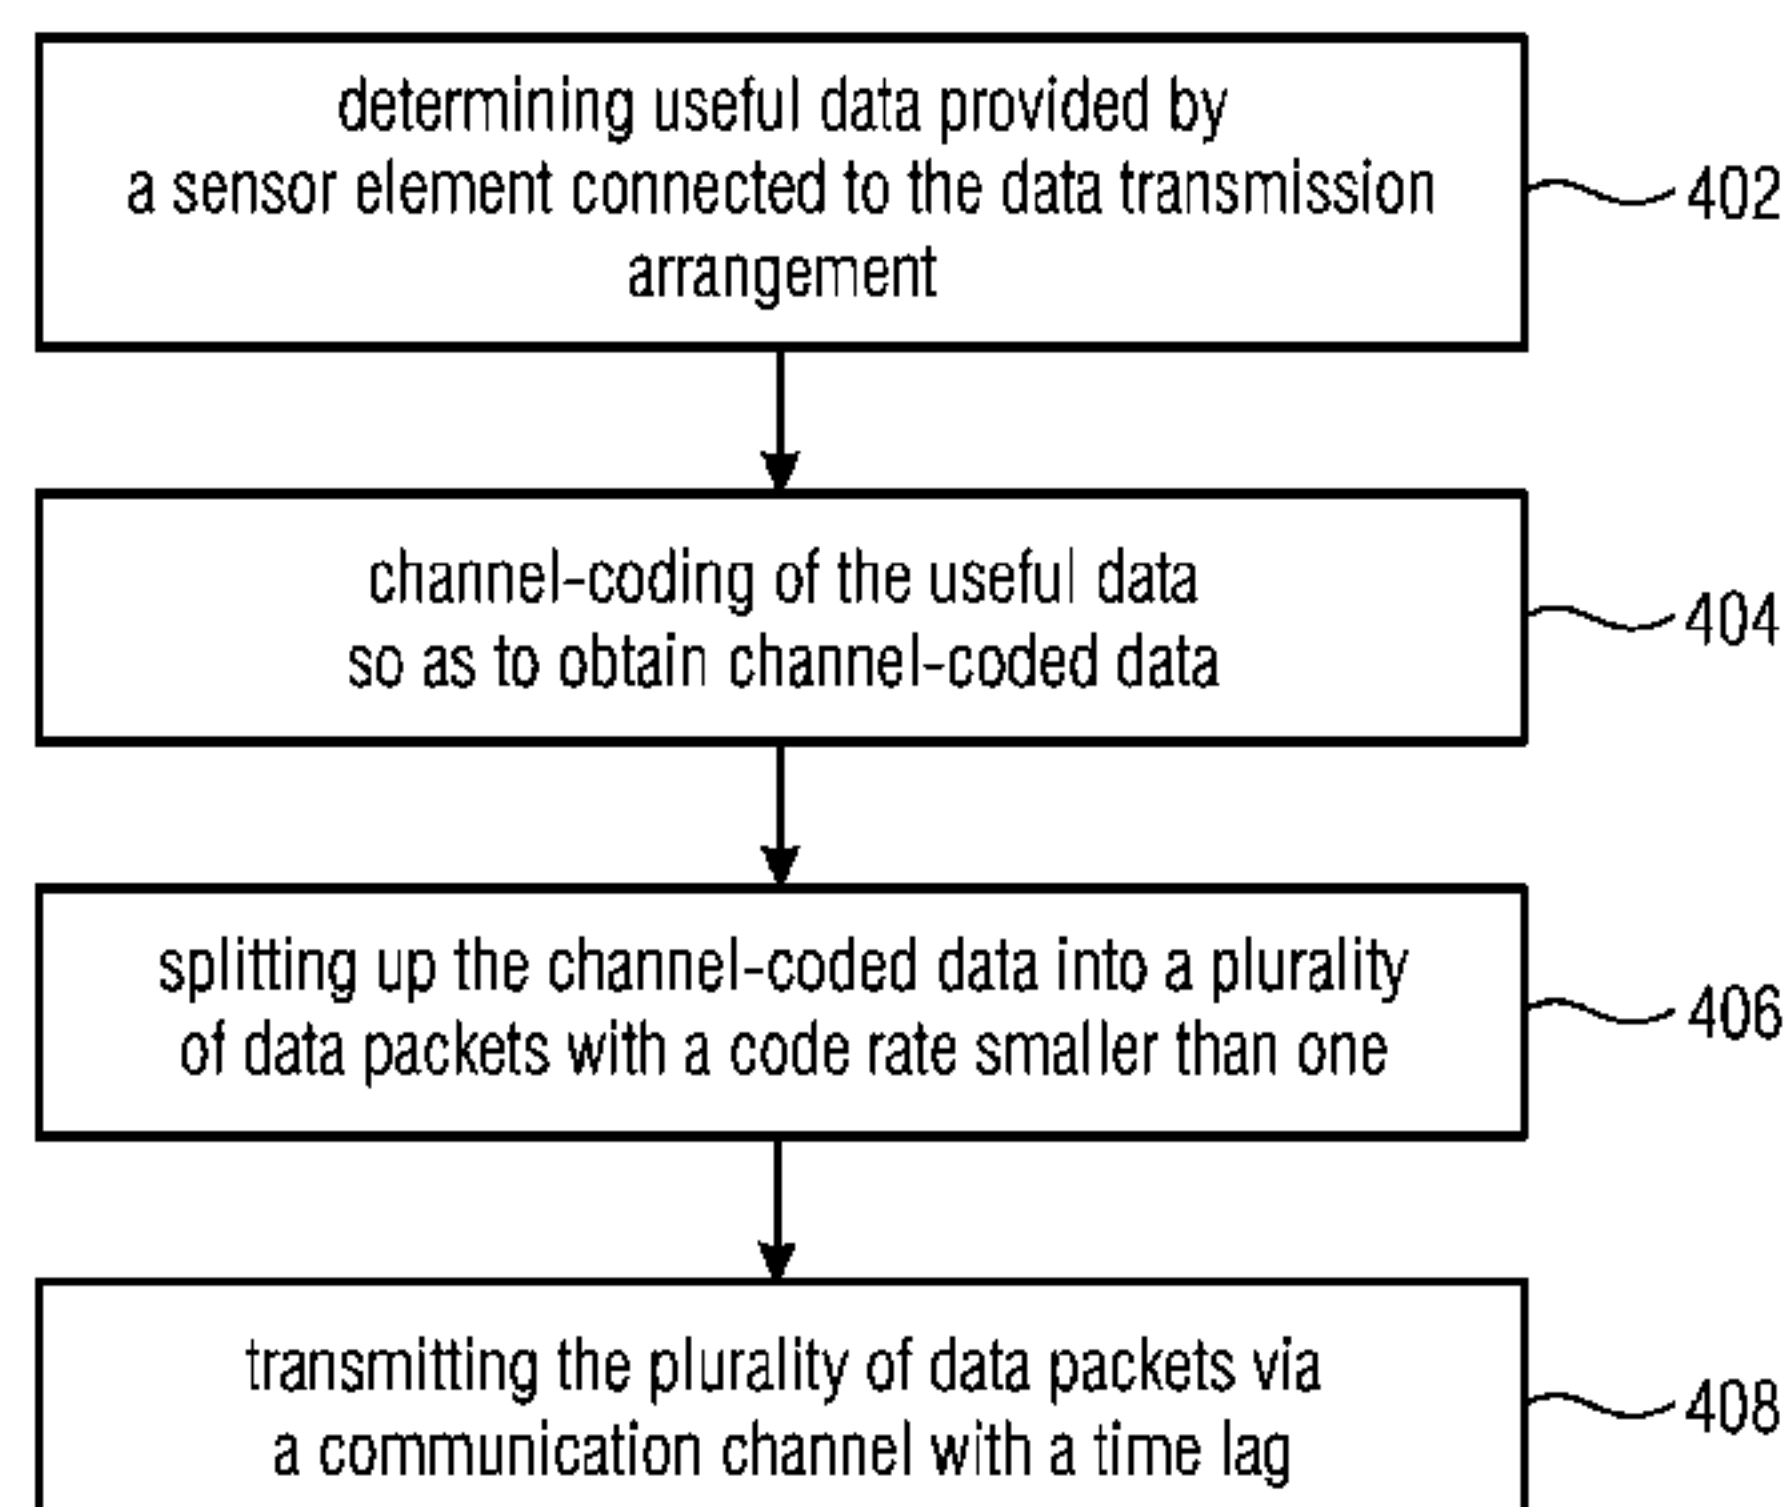 determining useful data provided by
a sensor element connected to the data transmission
arrangement
402
channel-coding of the useful data
so as to obtain channel-coded data
404
splitting up the channel-coded data into a plurality
of data packets with a code rate smaller than one
406
transmitting the plurality of data packets via
a communication channel with a time lag
408